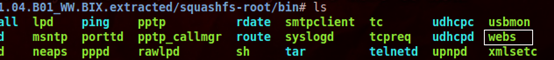 1.04.B01_WW.BIX.extracted/squashfs-root/bin# ls
all lpd ping pptp rdate smtpclient tc udhcpc usbmon
d msntp porttd pptp_callmgr route syslogd tcpreq udhcpd webs
d neaps pppd rawlpd sh tar telnetd upnpd xmlsetc